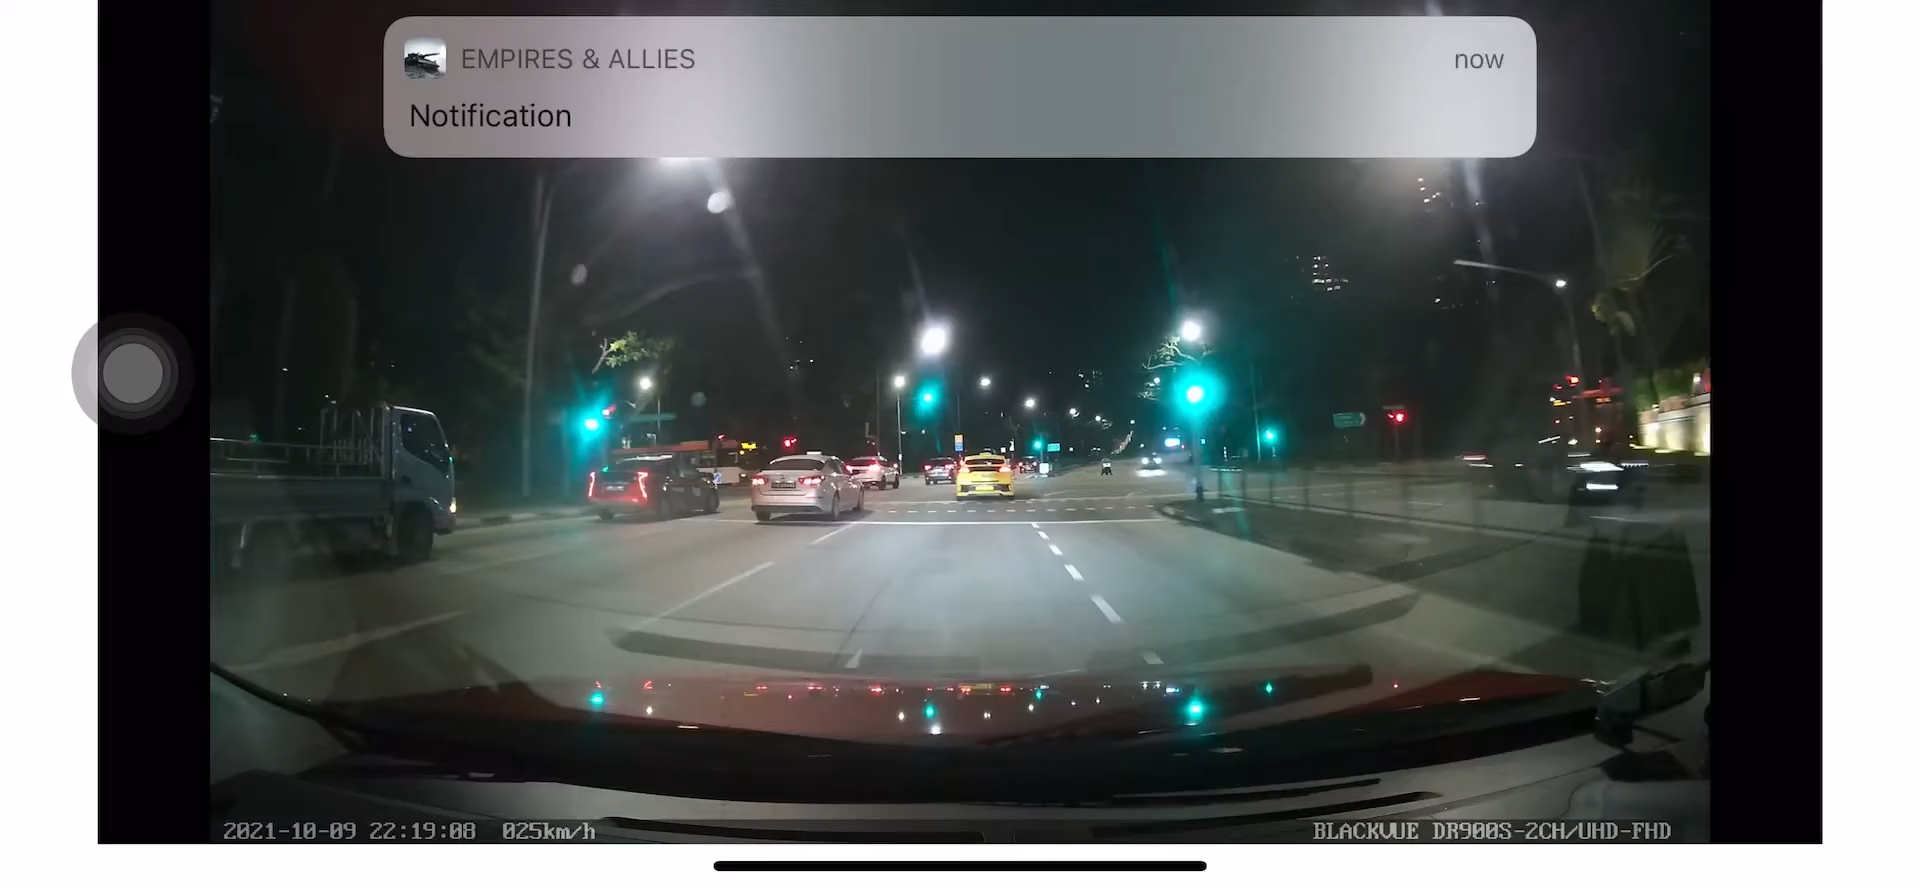 EMPIRES & ALLIES
now
Notification
2021-10-09 22:19:08 025km/h
BLACKVUE DR900S-2CH/UHD-FHD